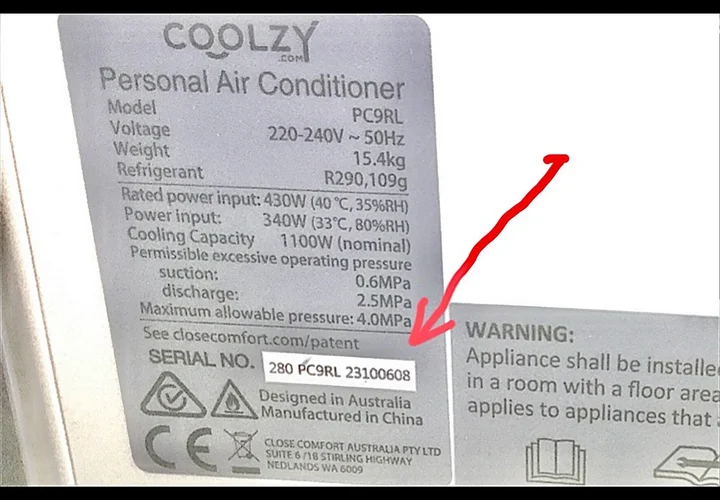 COOLZY
.COM
Personal Air Conditioner
Model PC9RL
Voltage 220-240V ~ 50Hz
Weight 15.4kg
Refrigerant R290,109g
Rated power input: 430W (40°C, 35%RH)
Power input: 340W (33°C, 80%RH)
Cooling Capacity 1100W (nominal)
Permissible excessive operating pressure
suction: 0.6MPa
discharge: 2.5MPa
Maximum allowable pressure: 4.0MPa
See closecomfort.com/patent
SERIAL NO. 280 PC9RL 23100608
Designed in Australia
Manufactured in China
CE
CLOSE COMFORT AUSTRALIA PTY LTD
SUITE 6 /18 STIRLING HIGHWAY
NEDLANDS WA 6009
WARNING:
Appliance shall be installe
in a room with a floor area
applies to appliances that